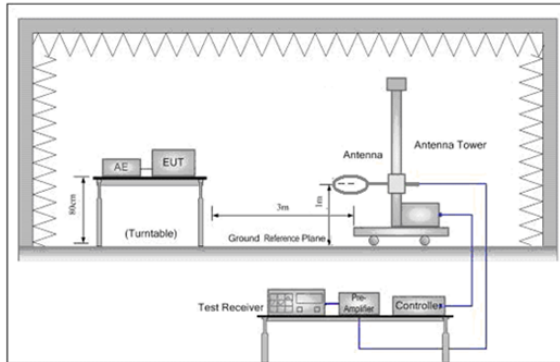 Antenna Tower
Antenna
AE
EUT
80cm
3m
1m
(Turntable)
Ground Reference Plane
Test Receiver
Pre-
Amplifier
Controller